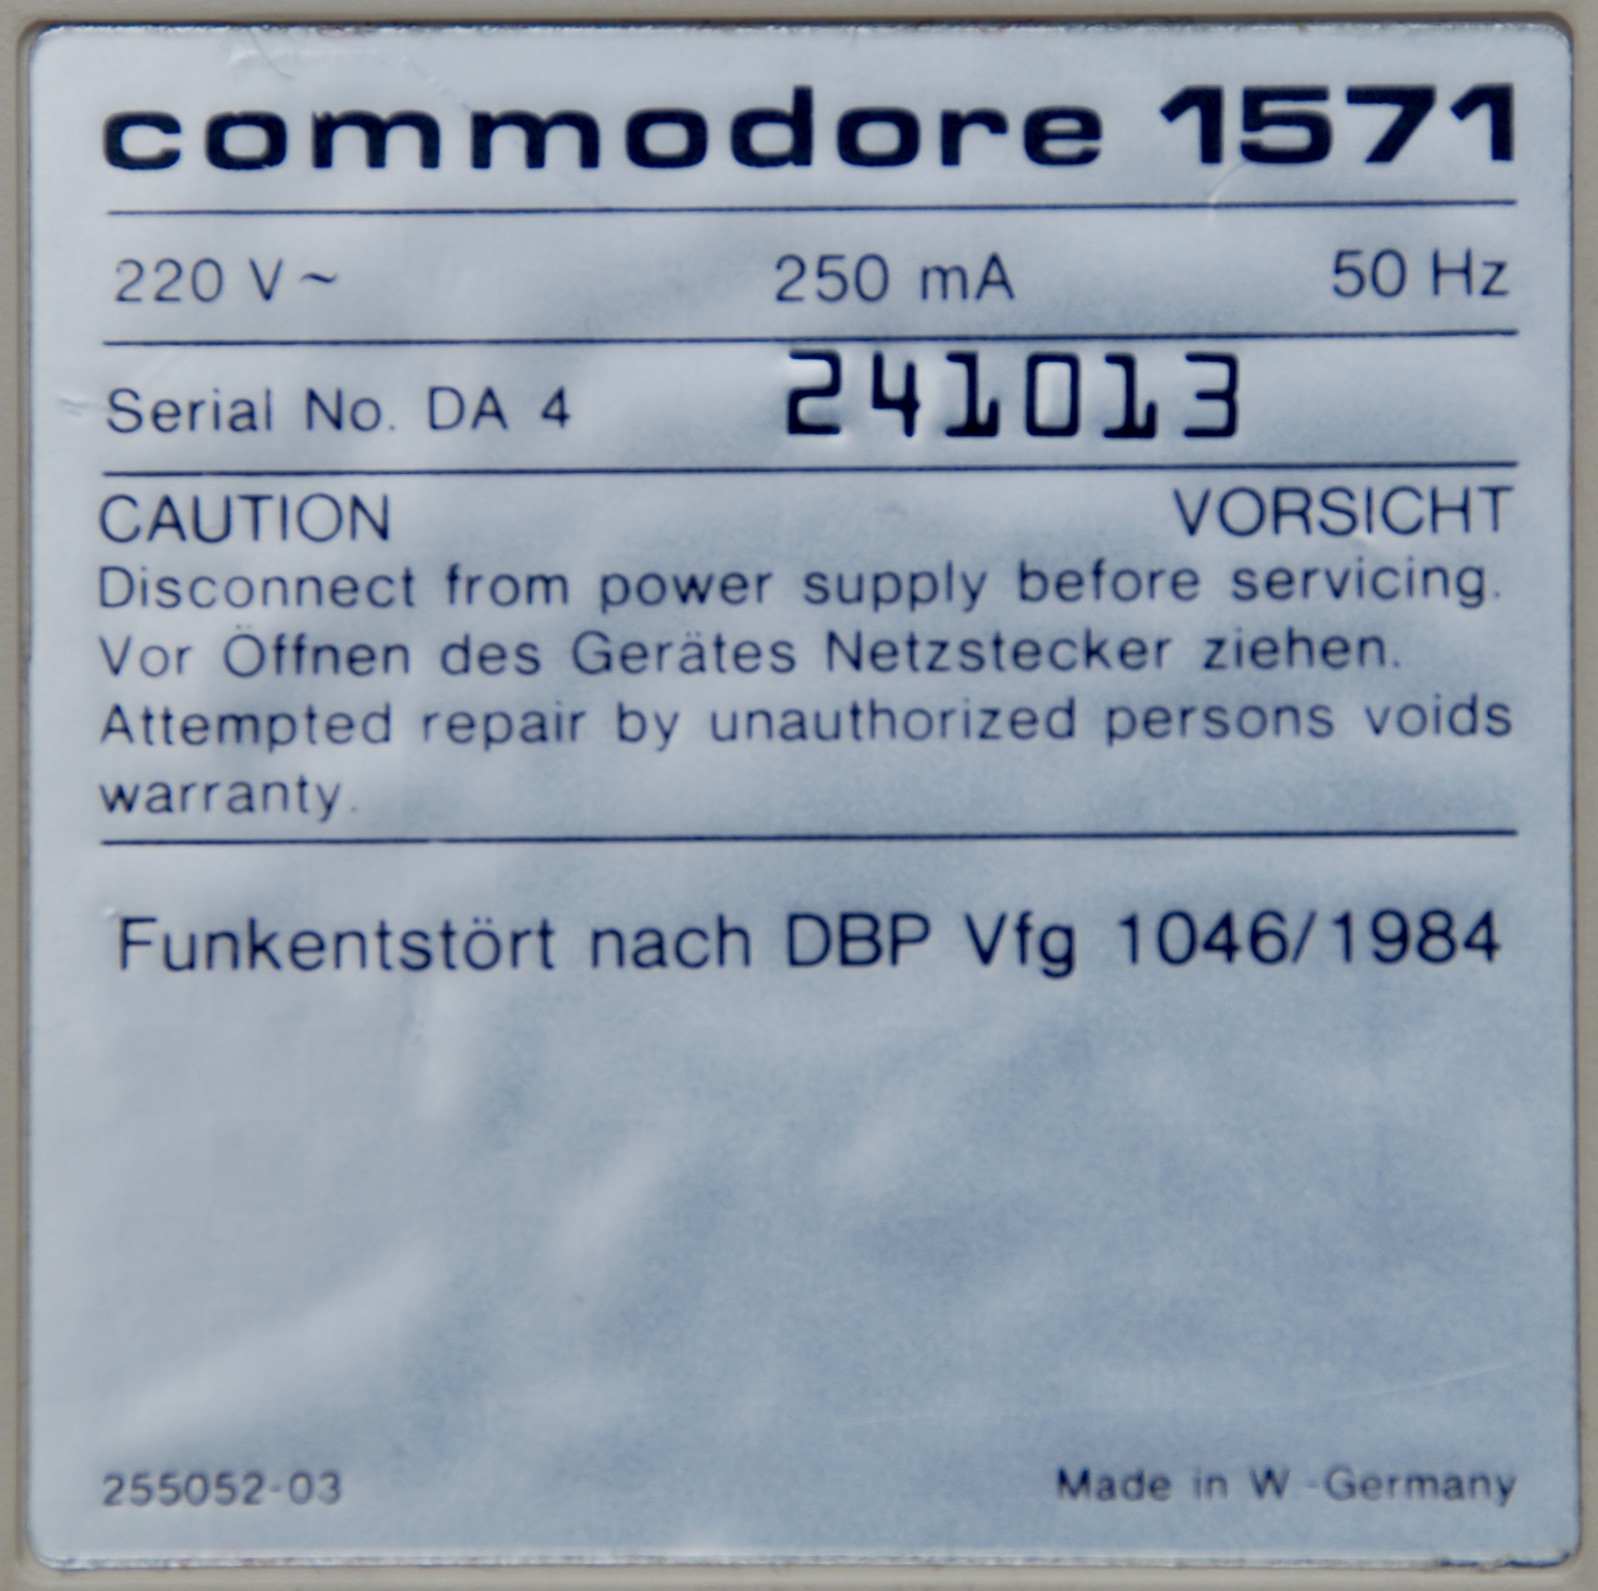 commodore 1571
220 V~ 250 mA 50 Hz
Serial No. DA 4 241013
CAUTION VORSICHT
Disconnect from power supply before servicing.
Vor Öffnen des Gerätes Netzstecker ziehen.
Attempted repair by unauthorized persons voids
warranty.
Funkentstört nach DBP Vfg 1046/1984
255052-03 Made in W-Germany